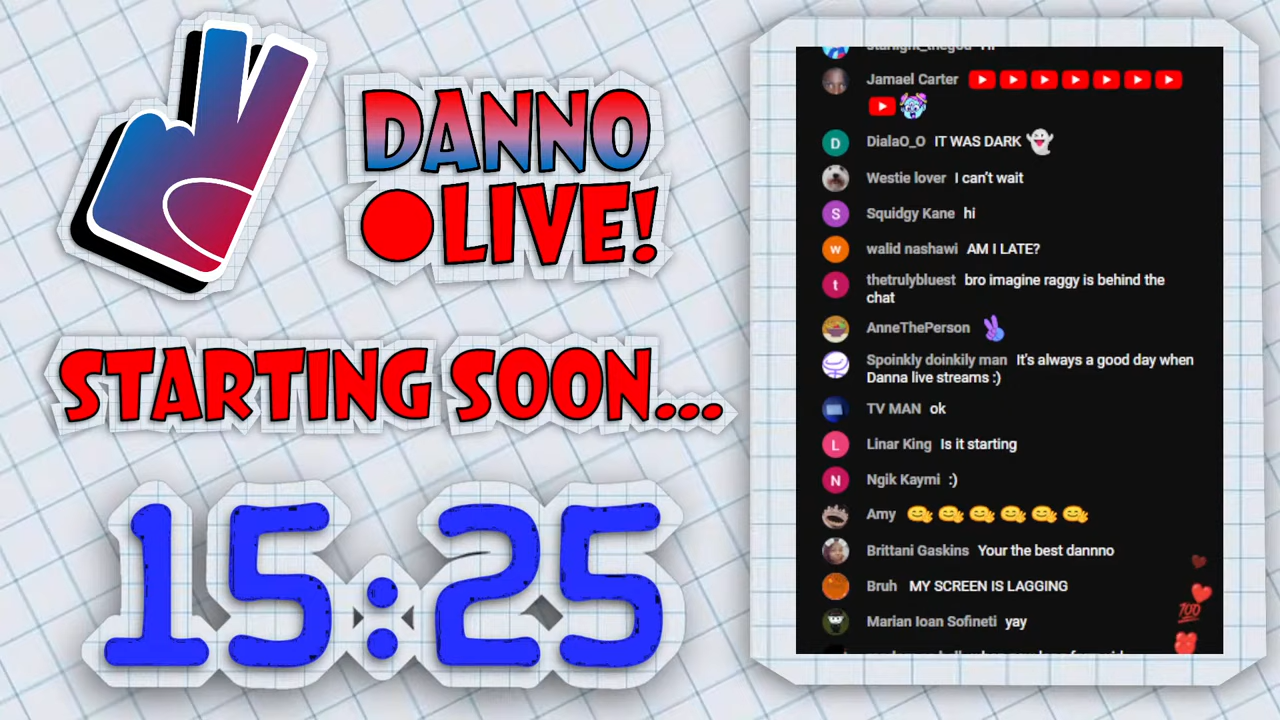 DANNO
LIVE!
STARTING SOON...
15:25
Jamael Carter
D DialaO_O IT WAS DARK
Westie lover I can't wait
S Squidgy Kane hi
w walid nashawi AM I LATE?
t thetrulybluest bro imagine raggy is behind the
chat
AnneThePerson
Spoinkly doinkily man It's always a good day when
Danna live streams :)
TV MAN ok
L Linar King Is it starting
N Ngik Kaymi :)
Amy
Brittani Gaskins Your the best dannno
Bruh MY SCREEN IS LAGGING
100
Marian Ioan Sofineti yay